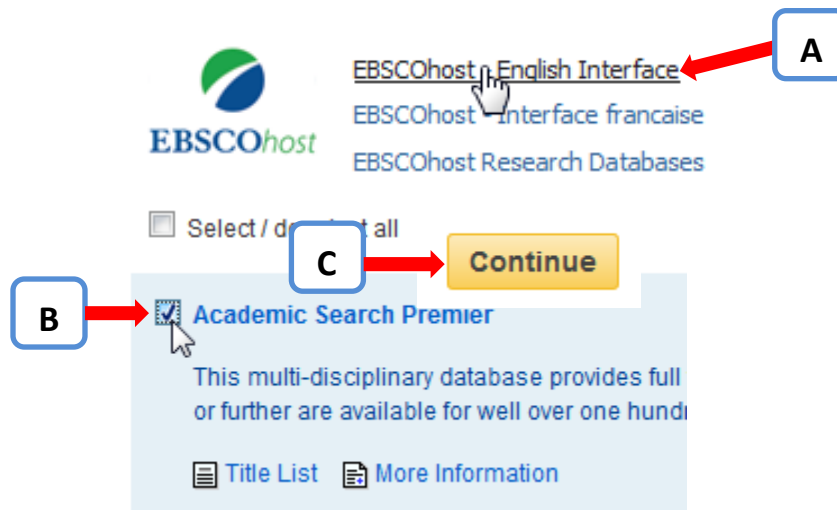 A
EBSCOhost - English Interface
EBSCOhost - Interface francaise
EBSCOhost Research Databases
EBSCOhost
Select / all
C
Continue
B
Academic Search Premier
This multi-disciplinary database provides full
or further are available for well over one
Title List More Information